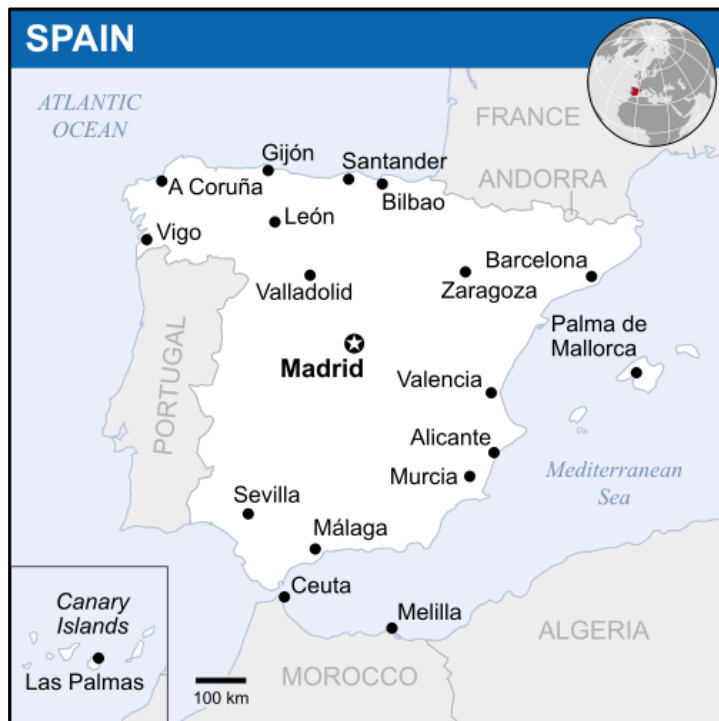 SPAIN
ATLANTIC
OCEAN
FRANCE
ANDORRA
Gijón
Santander
A Coruña
Bilbao
León
Vigo
Barcelona
Zaragoza
Valladolid
Palma de
Mallorca
Madrid
PORTUGAL
Valencia
Alicante
Murcia
Mediterranean
Sea
Sevilla
Málaga
Ceuta
Melilla
Canary
Islands
Las Palmas
100 km
MOROCCO
ALGERIA